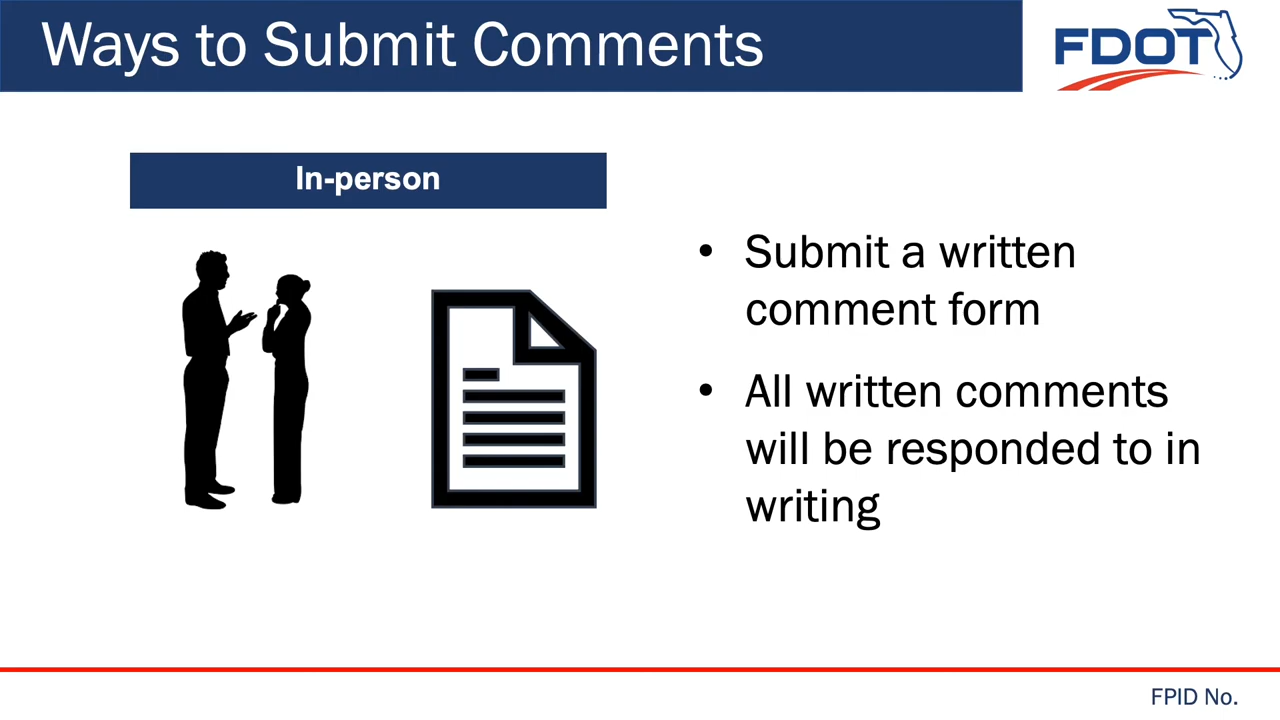 Ways to Submit Comments
FDOT
In-person
• Submit a written
comment form
• All written comments
will be responded to in
writing
FPID No.